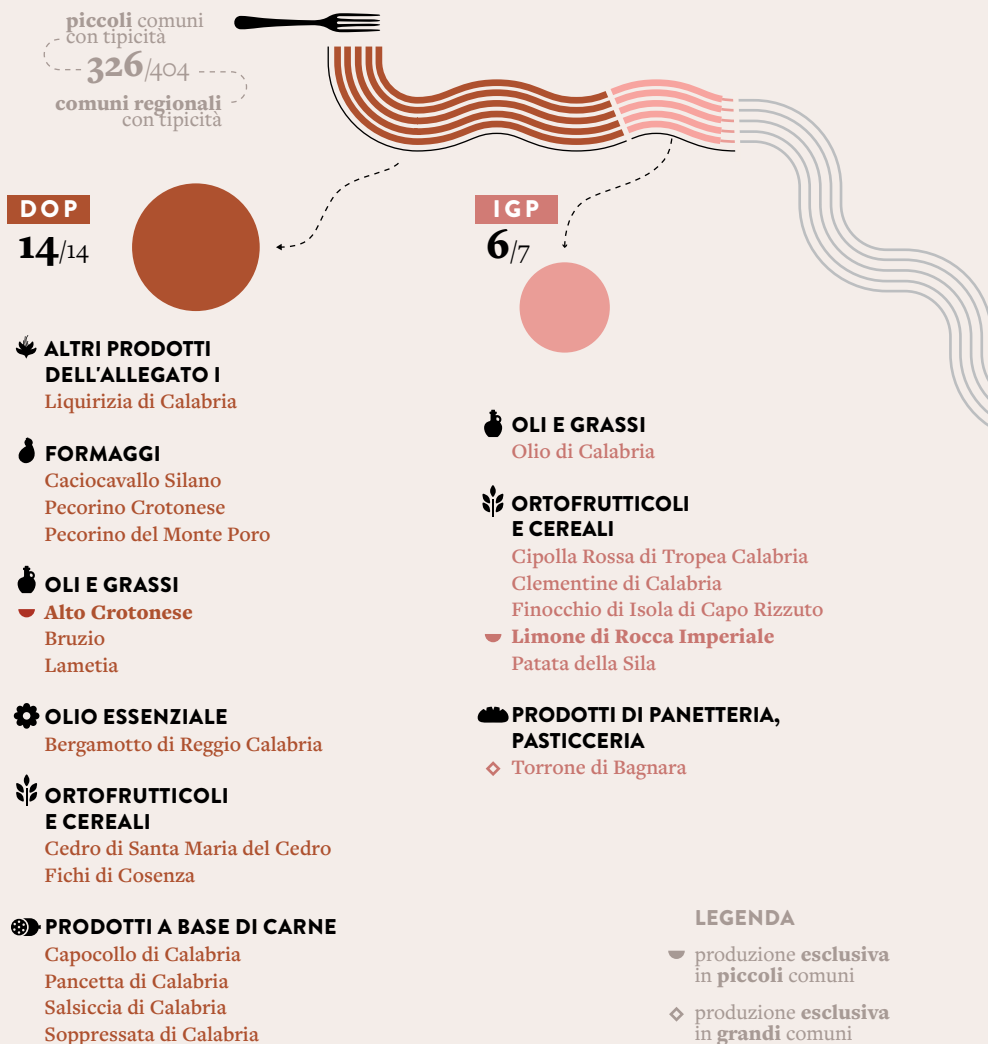 piccoli comuni
con tipicità
326/404
comuni regionali
con tipicità
DOP
14/14
ALTRI PRODOTTI
DELL'ALLEGATO I
Liquirizia di Calabria
FORMAGGI
Caciocavallo Silano
Pecorino Crotonese
Pecorino del Monte Poro
OLI E GRASSI
Alto Crotonese
Bruzio
Lametia
OLIO ESSENZIALE
Bergamotto di Reggio Calabria
ORTOFRUTTICOLI
E CEREALI
Cedro di Santa Maria del Cedro
Fichi di Cosenza
PRODOTTI A BASE DI CARNE
Capocollo di Calabria
Pancetta di Calabria
Salsiccia di Calabria
Soppressata di Calabria
IGP
6/7
OLI E GRASSI
Olio di Calabria
ORTOFRUTTICOLI
E CEREALI
Cipolla Rossa di Tropea Calabria
Clementine di Calabria
Finocchio di Isola di Capo Rizzuto
Limone di Rocca Imperiale
Patata della Sila
PRODOTTI DI PANETTERIA,
PASTICCERIA
Torrone di Bagnara
LEGENDA
produzione esclusiva
in piccoli comuni
produzione esclusiva
in grandi comuni